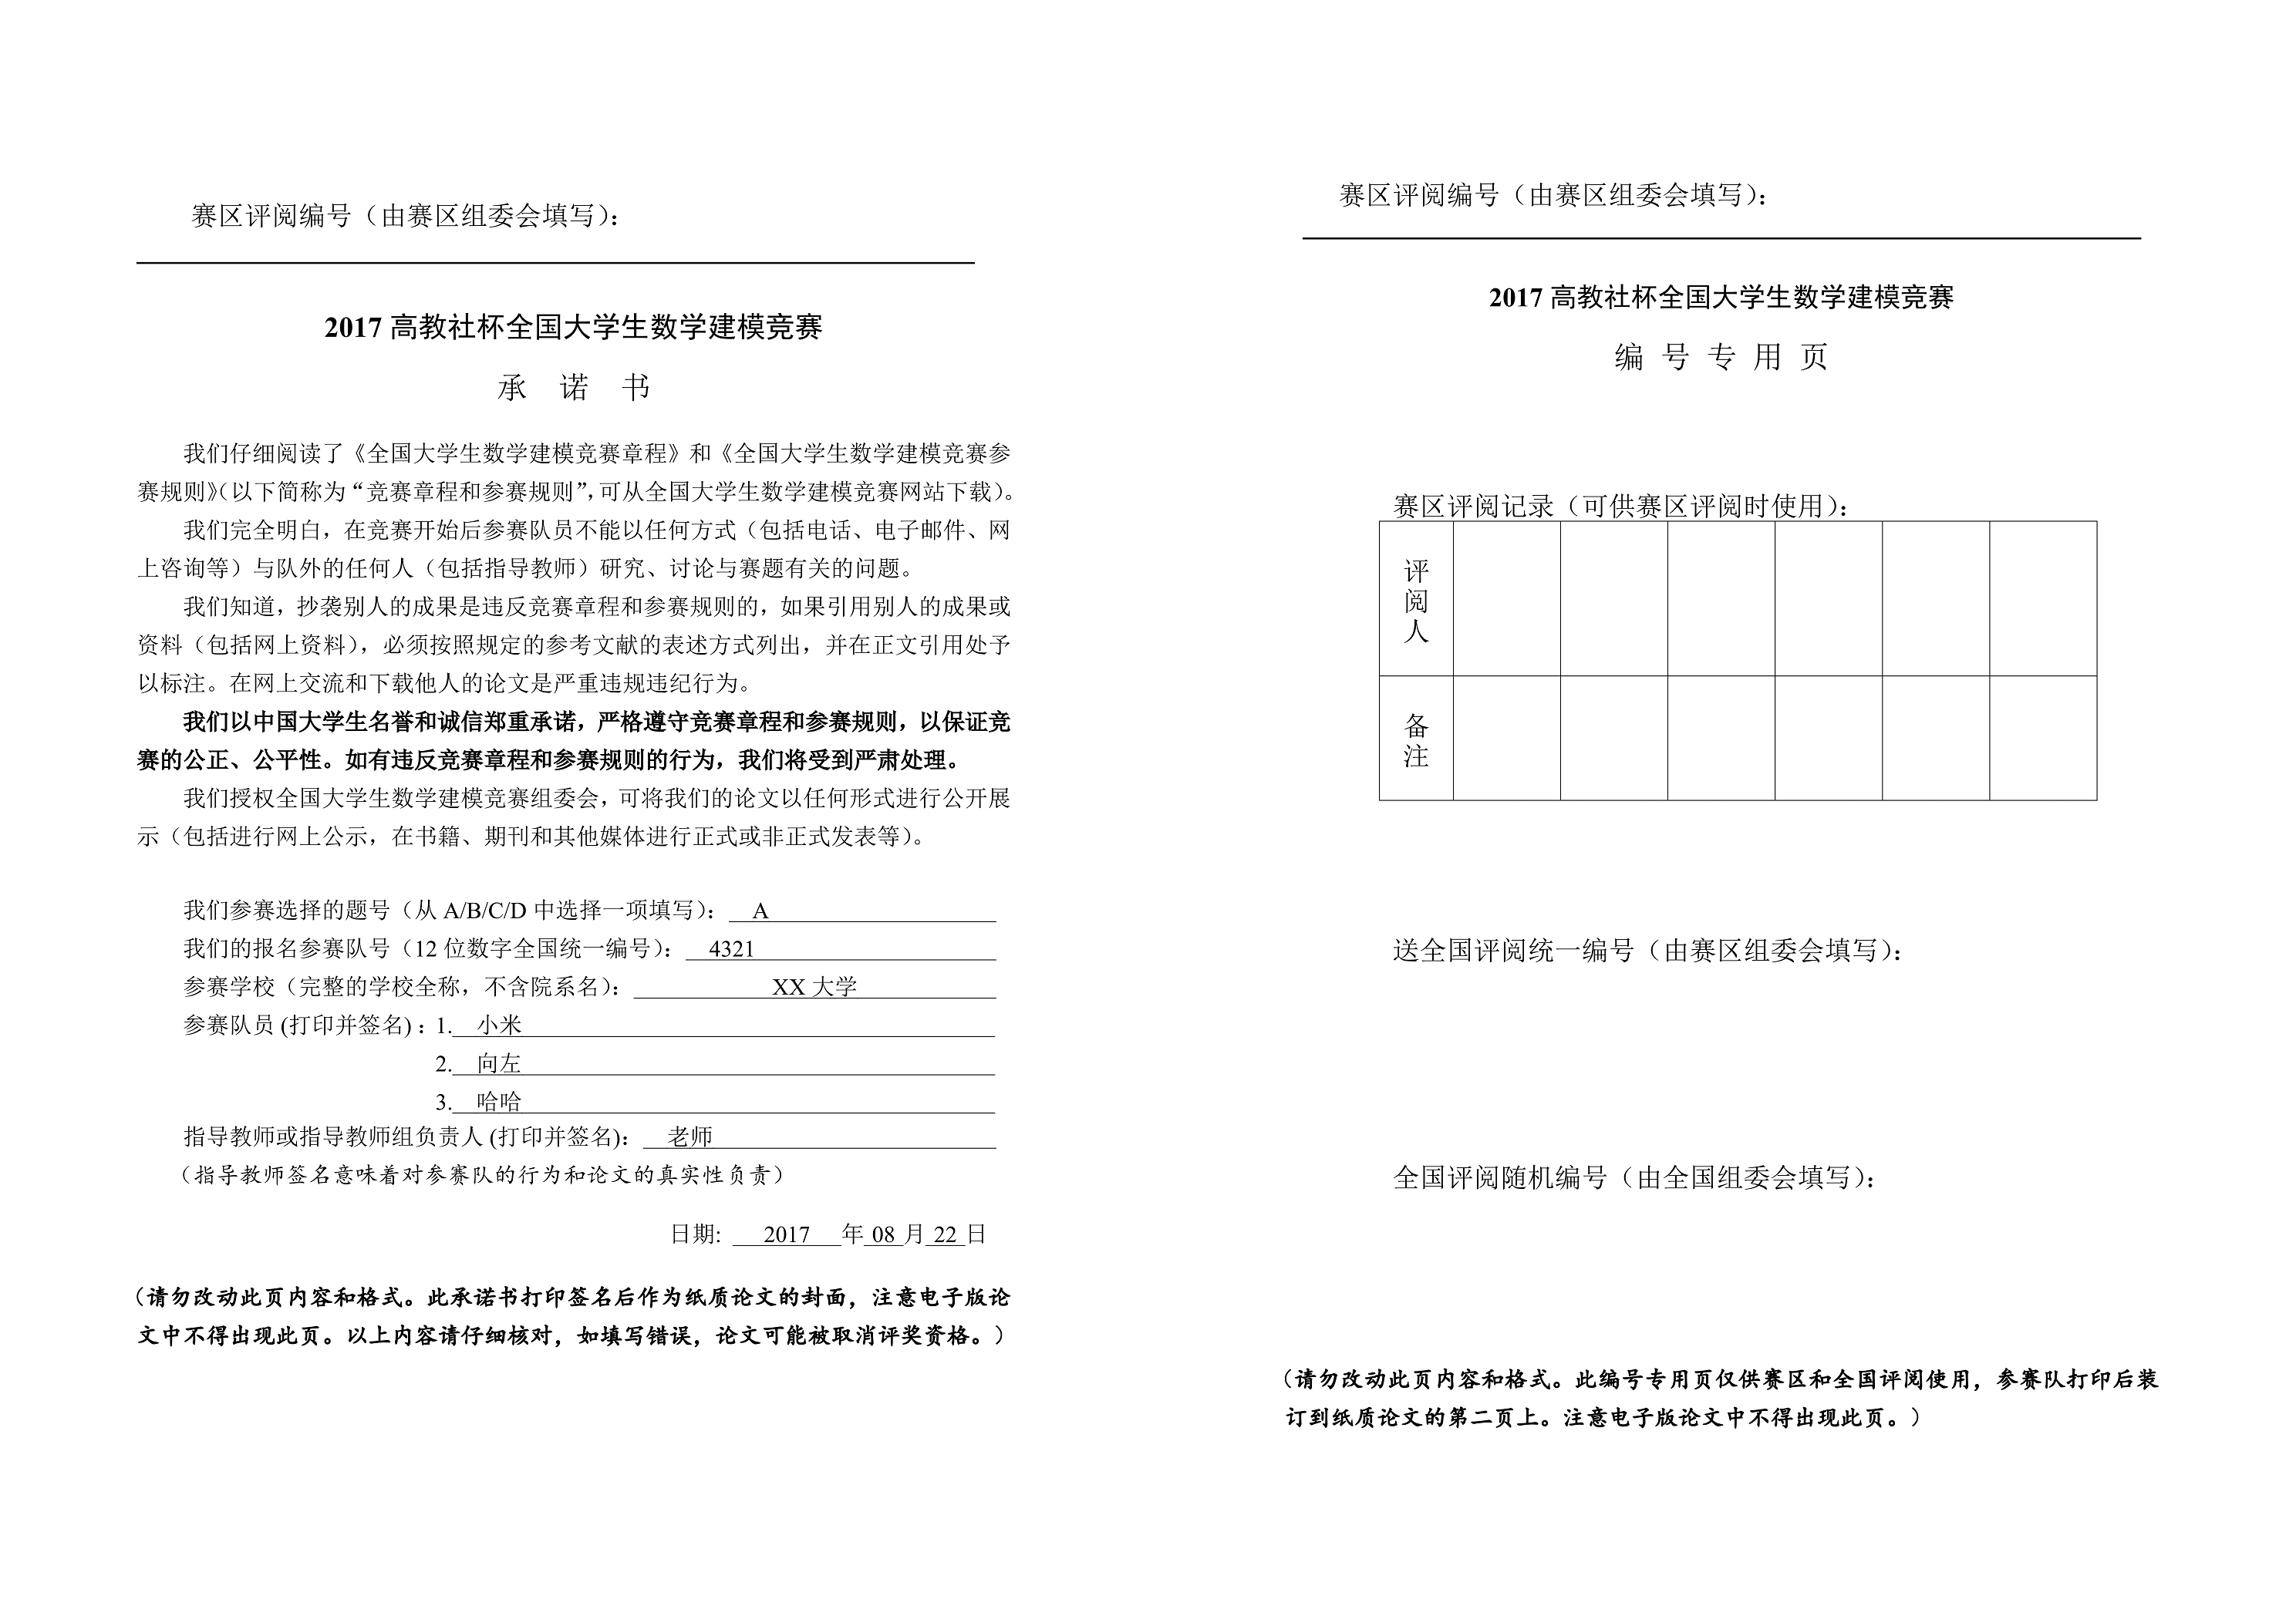 赛区评阅编号（由赛区组委会填写）：
2017 高教社杯全国大学生数学建模竞赛
承 诺 书
我们仔细阅读了《全国大学生数学建模竞赛章程》和《全国大学生数学建模竞赛参
赛规则》（以下简称为“竞赛章程和参赛规则”，可从全国大学生数学建模竞赛网站下载）。
我们完全明白，在竞赛开始后参赛队员不能以任何方式（包括电话、电子邮件、网
上咨询等）与队外的任何人（包括指导教师）研究、讨论与赛题有关的问题。
我们知道，抄袭别人的成果是违反竞赛章程和参赛规则的，如果引用别人的成果或
资料（包括网上资料），必须按照规定的参考文献的表述方式列出，并在正文引用处予
以标注。在网上交流和下载他人的论文是严重违规违纪行为。
我们以中国大学生名誉和诚信郑重承诺，严格遵守竞赛章程和参赛规则，以保证竞
赛的公正、公平性。如有违反竞赛章程和参赛规则的行为，我们将受到严肃处理。
我们授权全国大学生数学建模竞赛组委会，可将我们的论文以任何形式进行公开展
示（包括进行网上公示，在书籍、期刊和其他媒体进行正式或非正式发表等）。
我们参赛选择的题号（从 A/B/C/D 中选择一项填写）： A
我们的报名参赛队号（12 位数字全国统一编号）： 4321
参赛学校（完整的学校全称，不含院系名）： XX 大学
参赛队员 (打印并签名) : 1. 小米
2. 向左
3. 哈哈
指导教师或指导教师组负责人 (打印并签名)： 老师
（指导教师签名意味着对参赛队的行为和论文的真实性负责）
日期: 2017 年 08 月 22 日
（请勿改动此页内容和格式。此承诺书打印签名后作为纸质论文的封面，注意电子版论
文中不得出现此页。以上内容请仔细核对，如填写错误，论文可能被取消评奖资格。）
赛区评阅编号（由赛区组委会填写）：
2017 高教社杯全国大学生数学建模竞赛
编 号 专 用 页
赛区评阅记录（可供赛区评阅时使用）：
评
阅
人
备
注
送全国评阅统一编号（由赛区组委会填写）：
全国评阅随机编号（由全国组委会填写）：
（请勿改动此页内容和格式。此编号专用页仅供赛区和全国评阅使用，参赛队打印后装
订到纸质论文的第二页上。注意电子版论文中不得出现此页。）